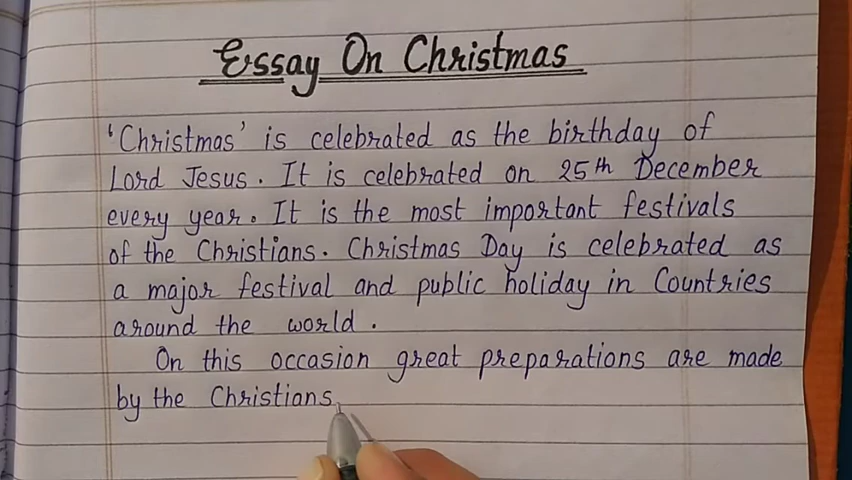 Essay On Christmas
'Christmas' is celebrated as the birthday of
Lord Jesus. It is celebrated on 25th December
every year. It is the most important festivals
of the Christians. Christmas Day is celebrated as
a major festival and public holiday in Countries
around the world.
On this occasion great preparations are made
by the Christians